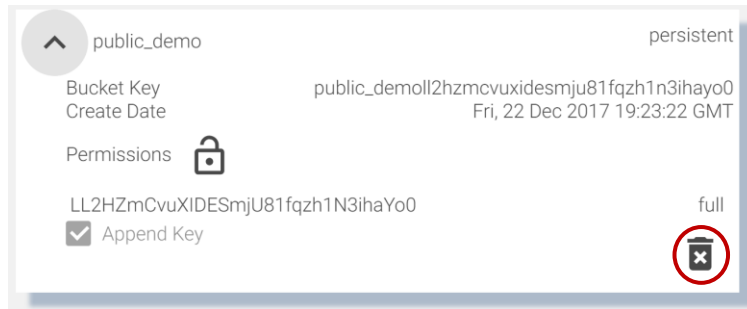 public_demo persistent
Bucket Key public_demoll2hzmcvuxidesmju81fqzh1n3ihayo0
Create Date Fri, 22 Dec 2017 19:23:22 GMT
Permissions
LL2HZmCvuXIDESmjU81fqzh1N3ihaYo0 full
Append Key